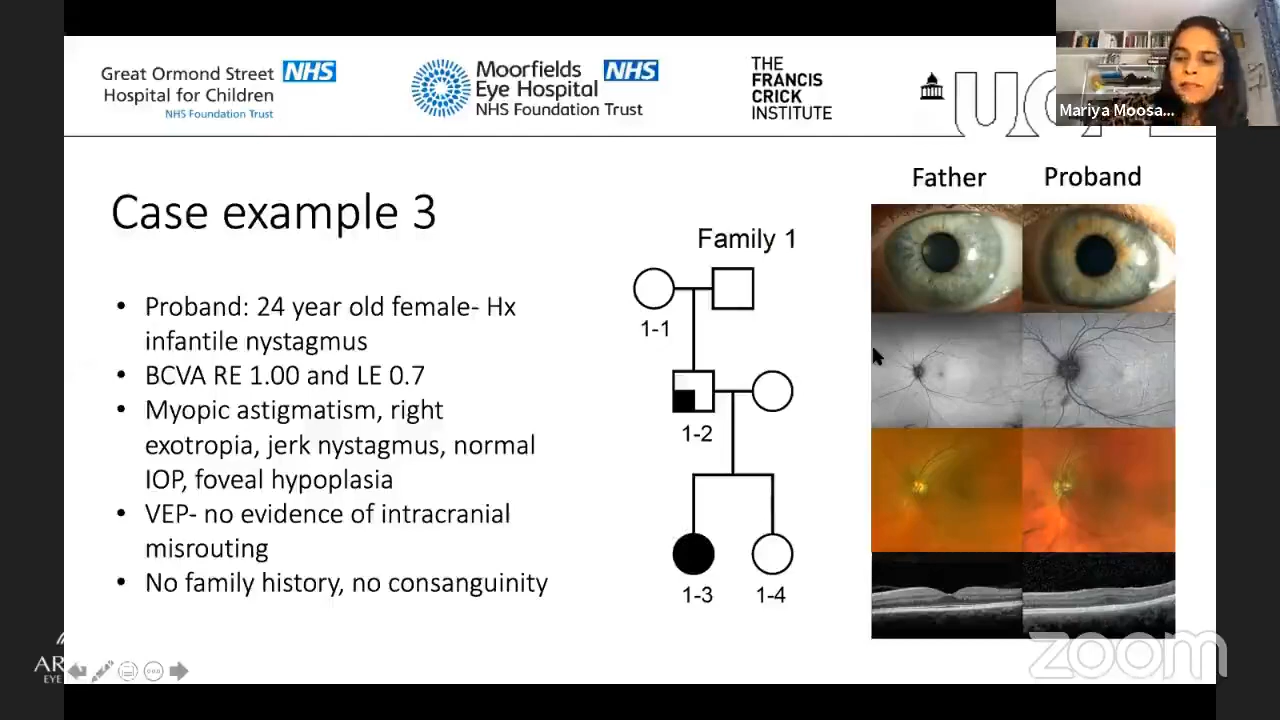 Great Ormond Street NHS
Hospital for Children
NHS Foundation Trust
Moorfields NHS
Eye Hospital
NHS Foundation Trust
THE
FRANCIS
CRICK
INSTITUTE
Mariya Moosa...
Father
Proband
Case example 3
Family 1
• Proband: 24 year old female- Hx
infantile nystagmus
• BCVA RE 1.00 and LE 0.7
• Myopic astigmatism, right
exotropia, jerk nystagmus, normal
IOP, foveal hypoplasia
• VEP- no evidence of intracranial
misrouting
• No family history, no consanguinity
1-1
1-2
1-3
1-4
zoom